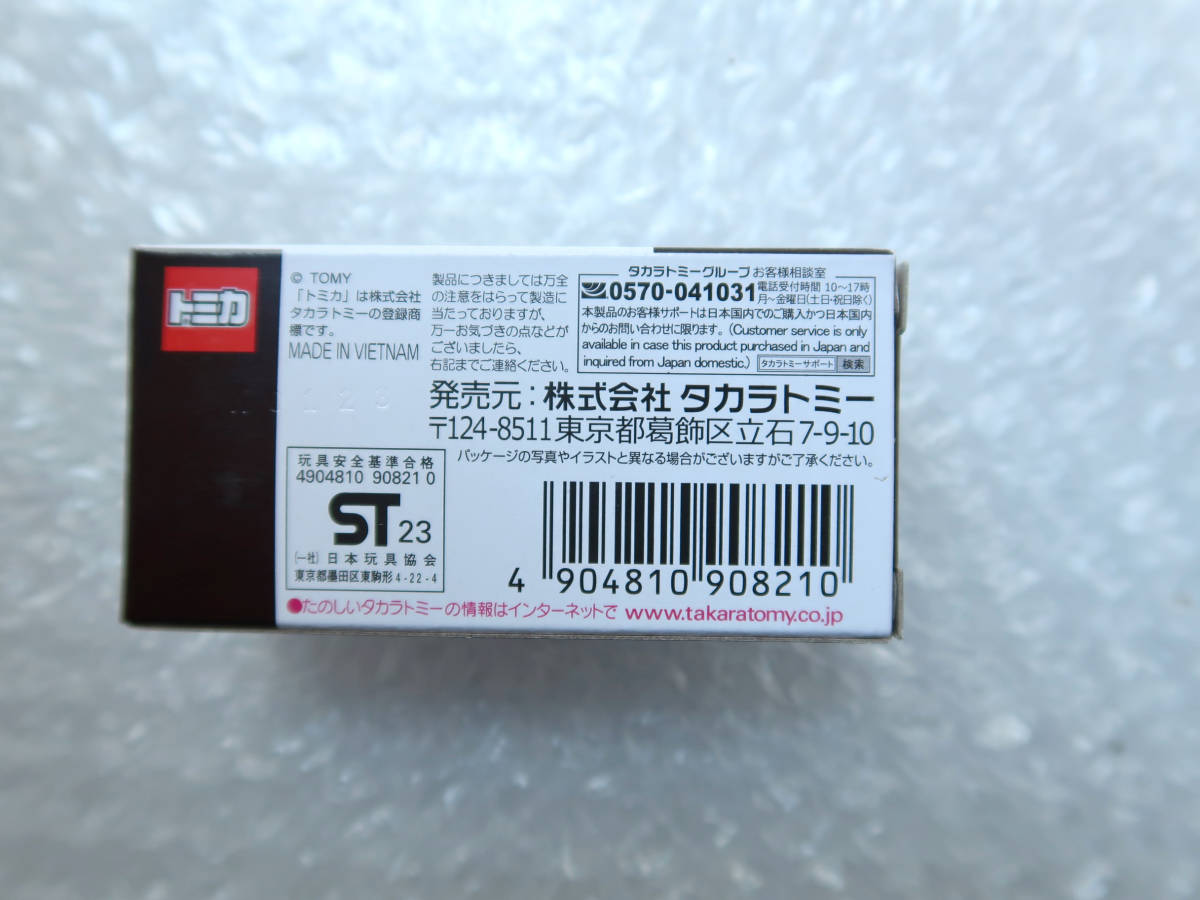 トミカ
© TOMY
「トミカ」は株式会社
タカラトミーの登録商
標です。
MADE IN VIETNAM
製品につきましては万全
の注意をはらって製造に
当たっておりますが、
万一お気づきの点などが
ございましたら、
右記までご連絡ください。
タカラトミーグループ お客様相談室
0570-041031
電話受付時間 10〜17時
月〜金曜日(土日・祝日除く)
本製品のお客様サポートは日本国内でのご購入かつ日本国内
からのお問い合わせに限ります。(Customer service is only
available in case this product purchased in Japan and
inquired from Japan domestic.) タカラトミーサポート 検索
発売元：株式会社 タカラトミー
〒124-8511 東京都葛飾区立石7-9-10
パッケージの写真やイラストと異なる場合がございますがご了承ください。
玩具安全基準合格
4904810 90821 0
ST 23
(一社) 日本玩具協会
東京都墨田区東駒形4-22-4
4 904810 908210
●たのしいタカラトミーの情報はインターネットで www.takaratomy.co.jp